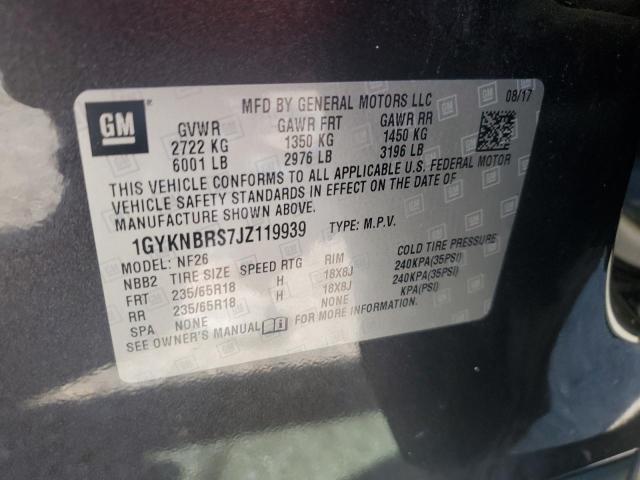 GM
MFD BY GENERAL MOTORS LLC 08/17
GVWR GAWR FRT GAWR RR
2722 KG 1350 KG 1450 KG
6001 LB 2976 LB 3196 LB
THIS VEHICLE CONFORMS TO ALL APPLICABLE U.S. FEDERAL MOTOR
VEHICLE SAFETY STANDARDS IN EFFECT ON THE DATE OF
MANUFACTURE SHOWN ABOVE.
1GYKNBRS7JZ119939 TYPE: M.P.V.
MODEL: NF26
NBB2 TIRE SIZE SPEED RTG RIM COLD TIRE PRESSURE
FRT 235/65R18 H 18X8J 240KPA(35PSI)
RR 235/65R18 H 18X8J 240KPA(35PSI)
SPA NONE NONE KPA(PSI)
SEE OWNER'S MANUAL FOR MORE INFORMATION.